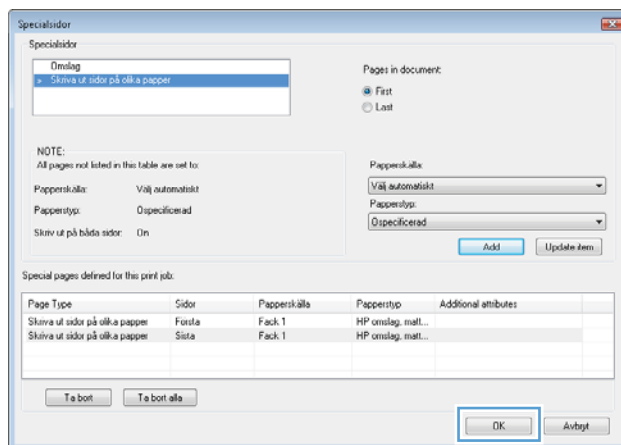 Specialsidor
Specialsidor
Omslag
» Skriva ut sidor på olika papper
Pages in document:
First
Last
NOTE:
All pages not listed in this table are set to:
Papperskälla: Välj automatiskt
Papperstyp: Ospecificerad
Skriv ut på båda sidor: On
Papperskälla:
Välj automatiskt
Papperstyp:
Ospecificerad
Add Update item
Special pages defined for this print job:
Page Type Sidor Papperskälla Papperstyp Additional attributes
Skriva ut sidor på olika papper Första Fack 1 HP omslag, matt...
Skriva ut sidor på olika papper Sista Fack 1 HP omslag, matt...
Ta bort Ta bort alla
OK Avbryt